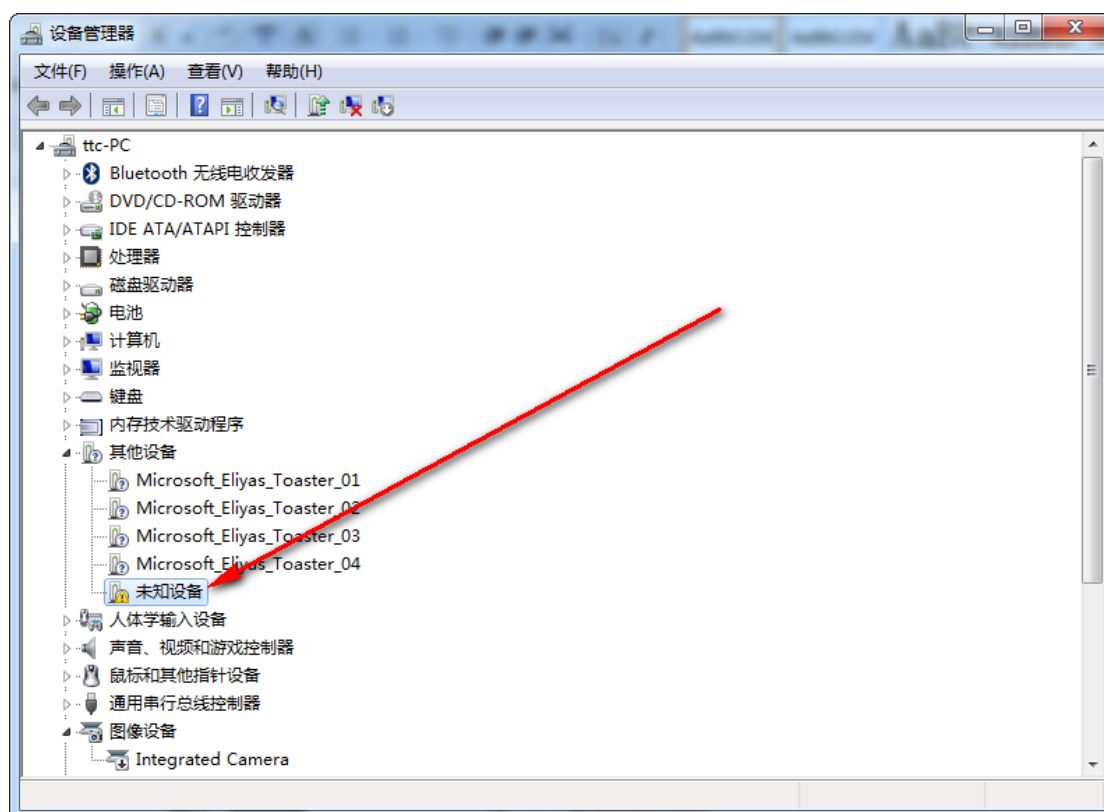 设备管理器
文件(F) 操作(A) 查看(V) 帮助(H)
ttc-PC
Bluetooth 无线电收发器
DVD/CD-ROM 驱动器
IDE ATA/ATAPI 控制器
处理器
磁盘驱动器
电池
计算机
监视器
键盘
内存技术驱动程序
其他设备
Microsoft_Eliyas_Toaster_01
Microsoft_Eliyas_Toaster_02
Microsoft_Eliyas_Toaster_03
Microsoft_Eliyas_Toaster_04
未知设备
人体学输入设备
声音、视频和游戏控制器
鼠标和其他指针设备
通用串行总线控制器
图像设备
Integrated Camera